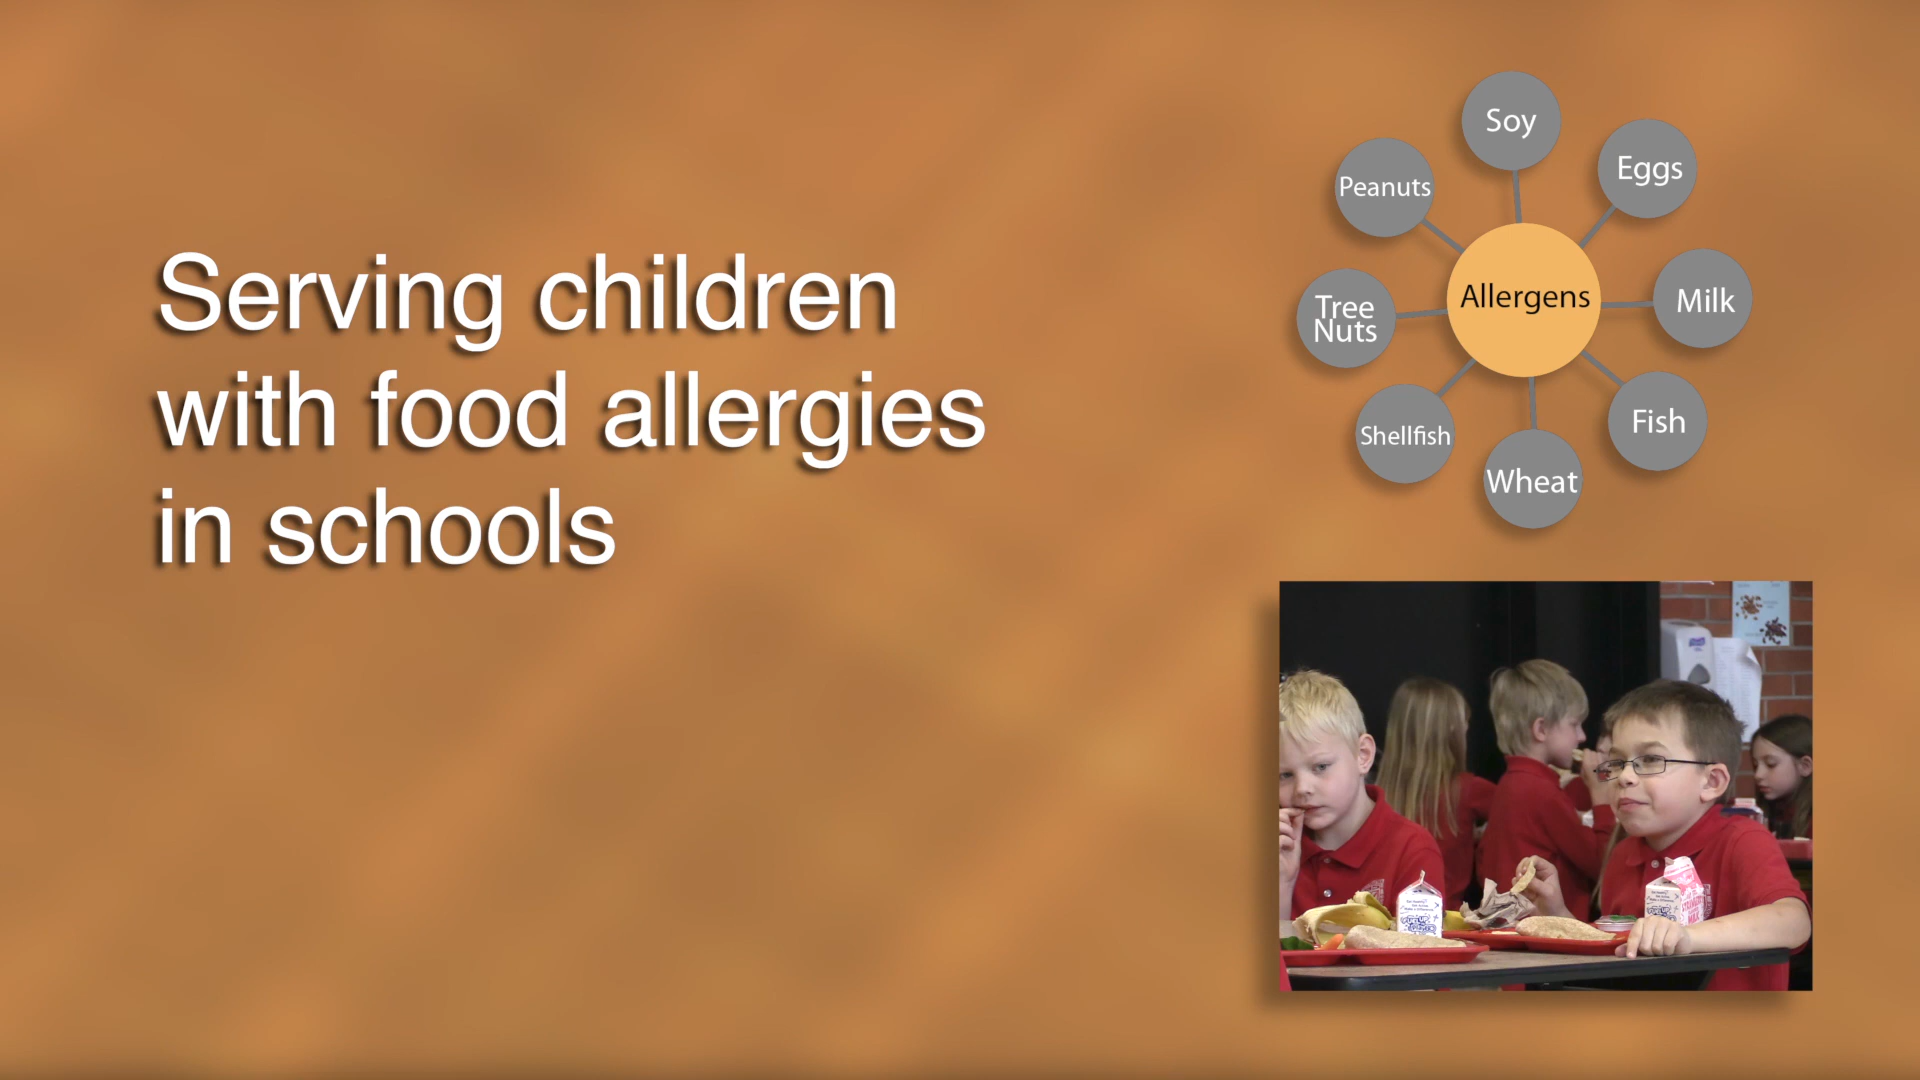 Serving children
with food allergies
in schools
Soy
Eggs
Peanuts
Allergens
Milk
Tree
Nuts
Fish
Shellfish
Wheat